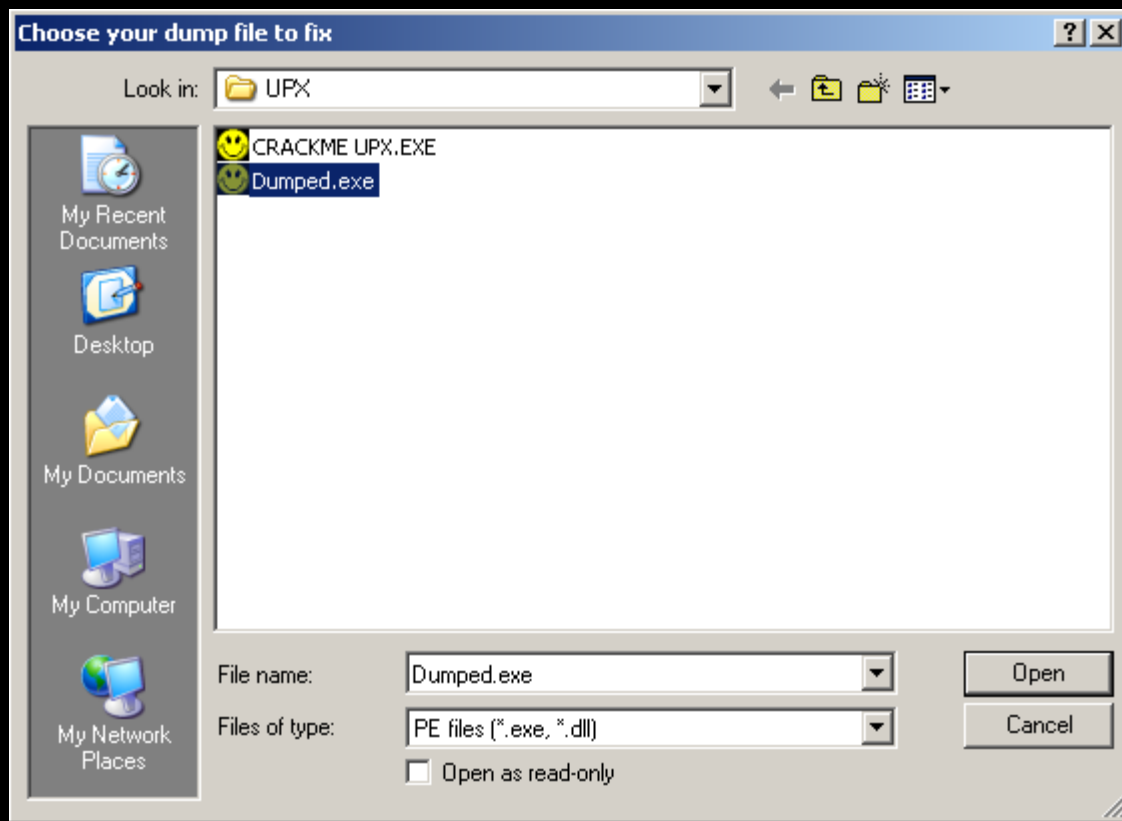 Choose your dump file to fix
Look in: UPX
CRACKME UPX.EXE
Dumped.exe
My Recent
Documents
Desktop
My Documents
My Computer
My Network
Places
File name: Dumped.exe Open
Files of type: PE files (*.exe, *.dll) Cancel
Open as read-only